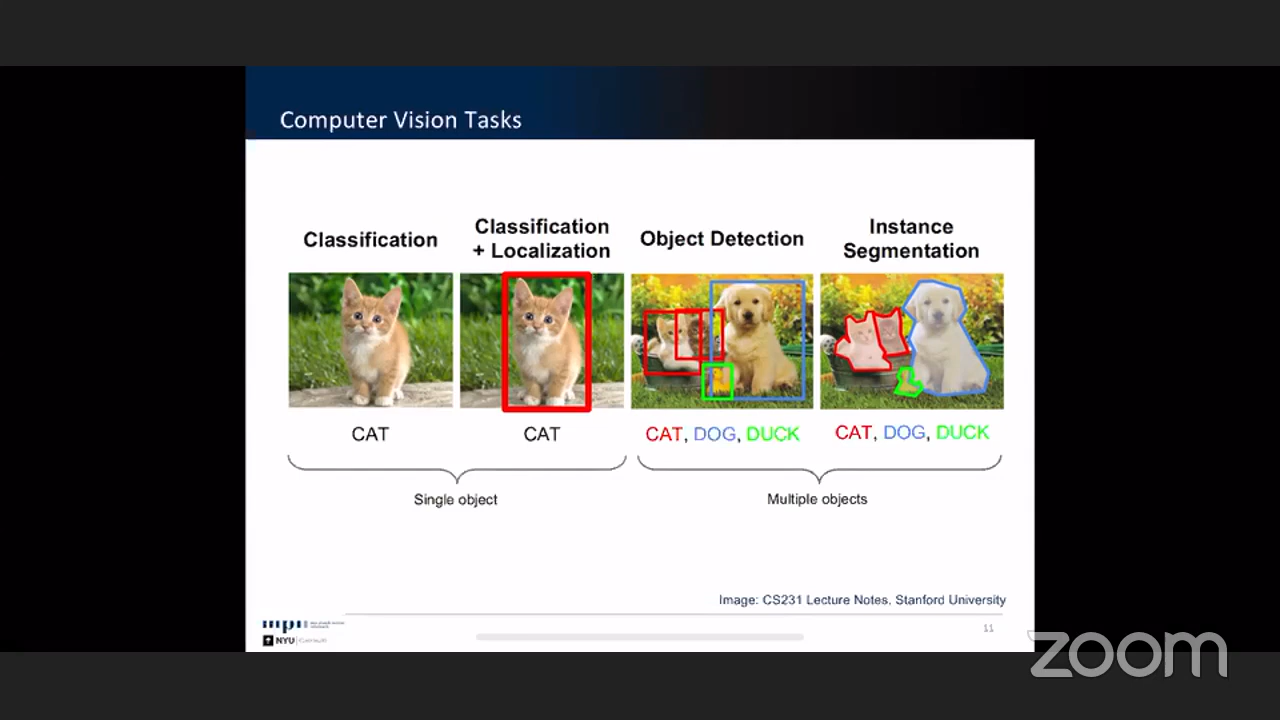 Computer Vision Tasks
Classification
Classification
+ Localization
Object Detection
Instance
Segmentation
CAT
CAT
CAT, DOG, DUCK
CAT, DOG, DUCK
Single object
Multiple objects
Image: CS231 Lecture Notes, Stanford University
11
NYU
zoom